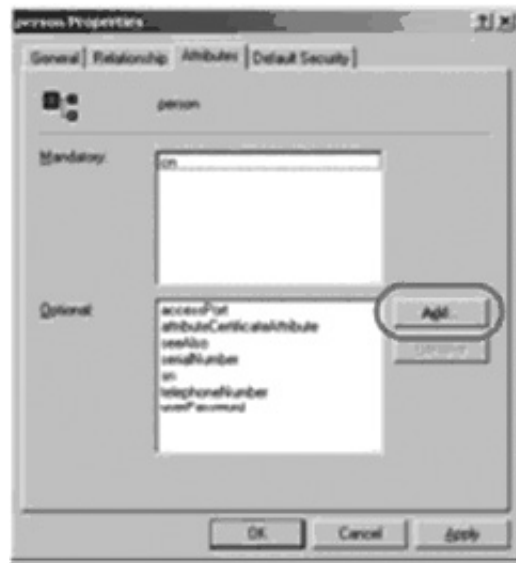 person Properties
General Relationship Attributes Default Security
person
Mandatory:
cn
Optional:
accessPort
attributeCertificateAttribute
seeAlso
serialNumber
sn
telephoneNumber
userPassword
Add...
Remove
OK Cancel Apply